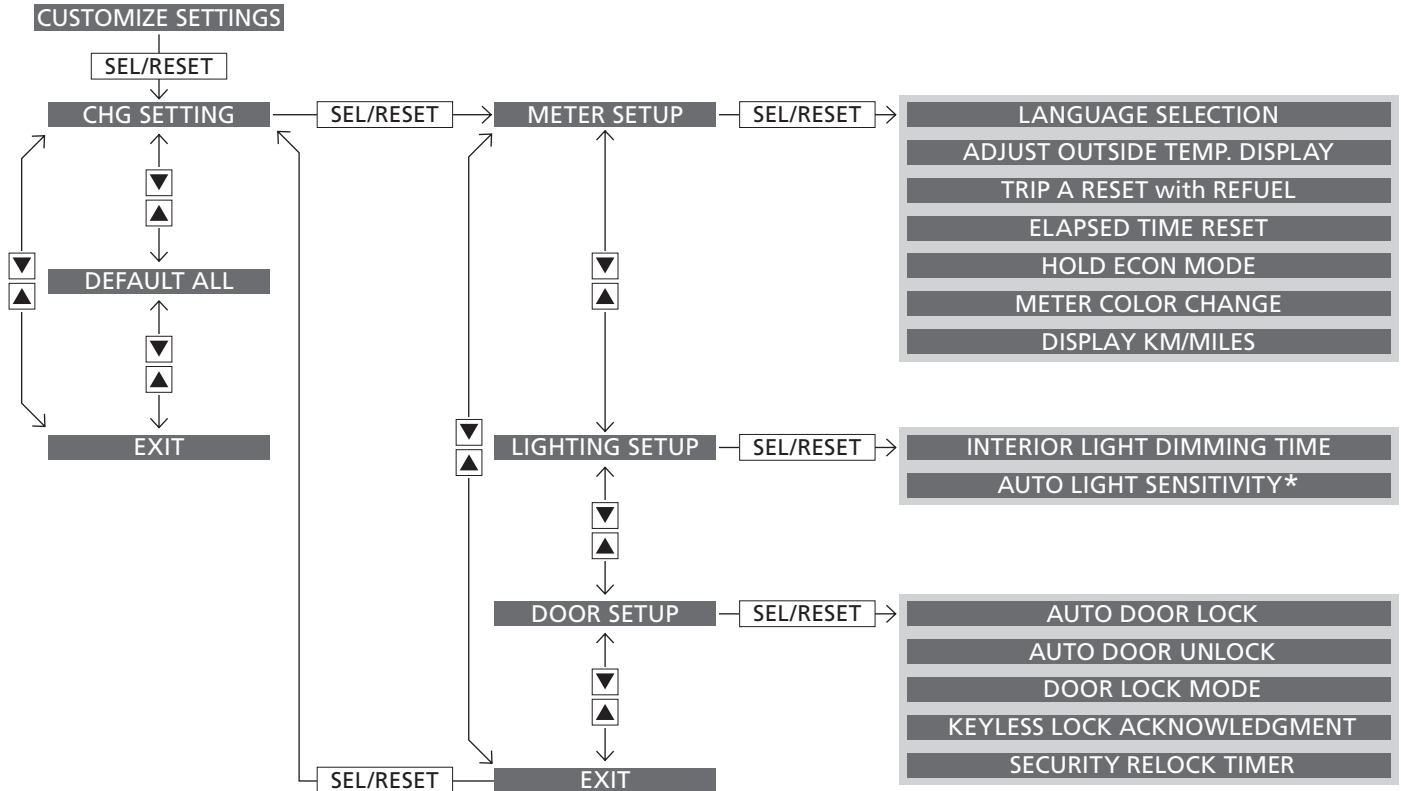 CUSTOMIZE SETTINGS
SEL/RESET
CHG SETTING
SEL/RESET
METER SETUP
SEL/RESET
LANGUAGE SELECTION
ADJUST OUTSIDE TEMP. DISPLAY
TRIP A RESET with REFUEL
ELAPSED TIME RESET
HOLD ECON MODE
METER COLOR CHANGE
DISPLAY KM/MILES
DEFAULT ALL
EXIT
LIGHTING SETUP
SEL/RESET
INTERIOR LIGHT DIMMING TIME
AUTO LIGHT SENSITIVITY*
DOOR SETUP
SEL/RESET
AUTO DOOR LOCK
AUTO DOOR UNLOCK
DOOR LOCK MODE
KEYLESS LOCK ACKNOWLEDGMENT
SECURITY RELOCK TIMER
SEL/RESET
EXIT